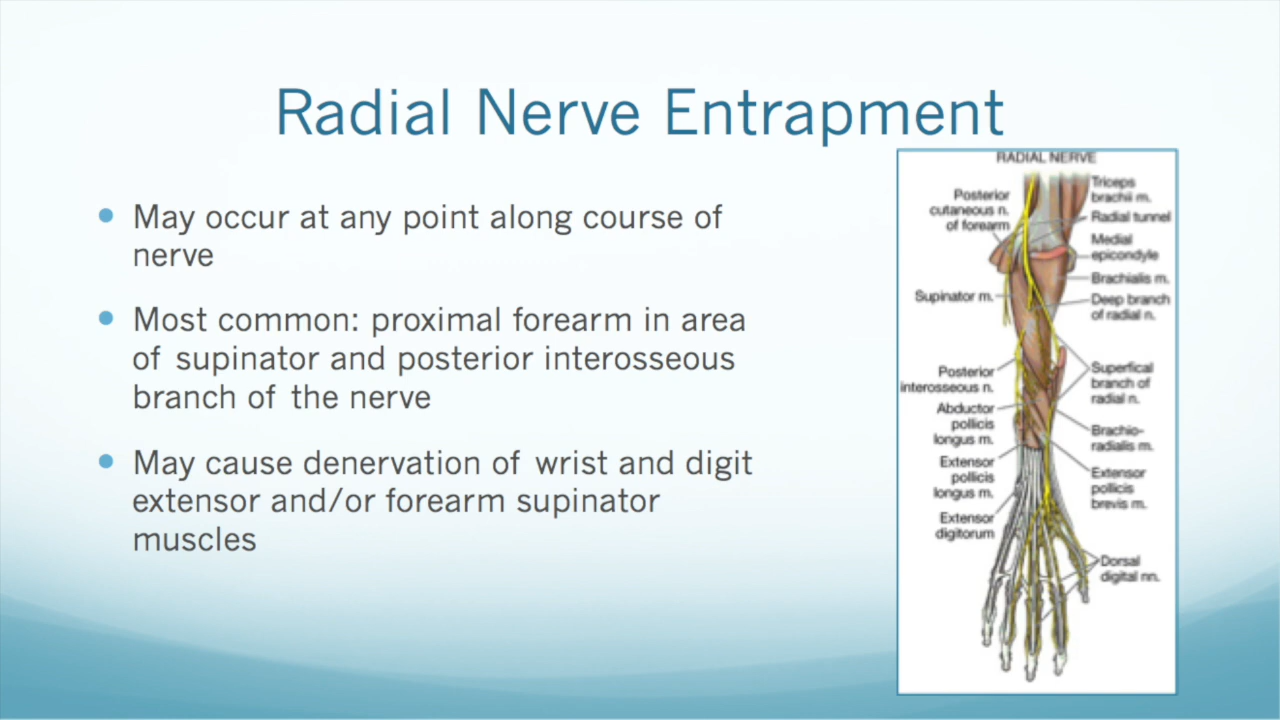 Radial Nerve Entrapment
May occur at any point along course of
nerve
Most common: proximal forearm in area
of supinator and posterior interosseous
branch of the nerve
May cause denervation of wrist and digit
extensor and/or forearm supinator
muscles
RADIAL NERVE
Posterior
cutaneous n.
of forearm
Supinator m.
Posterior
interosseous n.
Abductor
pollicis
longus m.
Extensor
pollicis
longus m.
Extensor
digitorum
Triceps
brachii m.
Radial tunnel
Medial
epicondyle
Brachialis m.
Deep branch
of radial n.
Superfical
branch of
radial n.
Brachio-
radialis m.
Extensor
pollicis
brevis m.
Dorsal
digital nn.